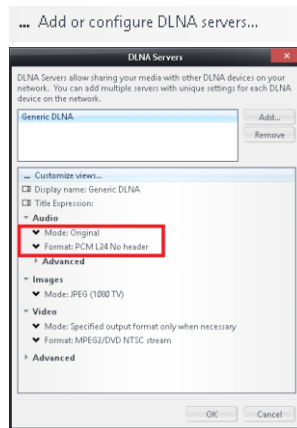 ... Add or configure DLNA servers...
DLNA Servers
DLNA Servers allow sharing your media with other DLNA devices on your
network. You can add multiple servers with unique settings for each DLNA
device on the network.
Generic DLNA
Add...
Remove
... Customize views...
Display name: Generic DLNA
Title Expression:
Audio
Mode: Original
Format: PCM L24 No header
Advanced
Images
Mode: JPEG (1080 TV)
Video
Mode: Specified output format only when necessary
Format: MPEG2/DVD NTSC stream
Advanced
OK
Cancel